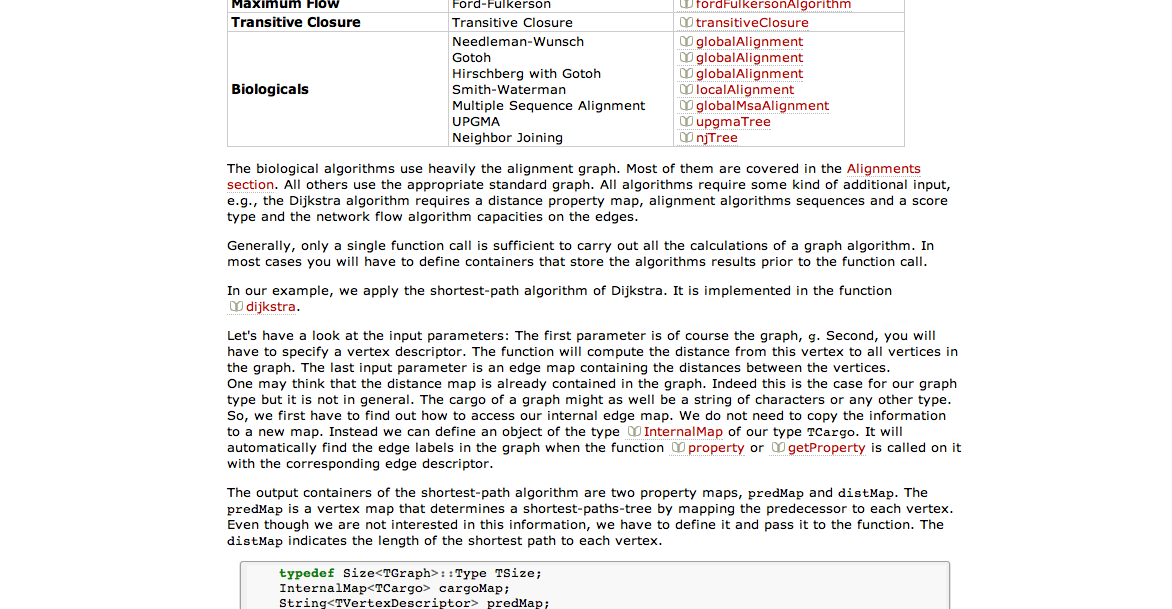 Maximum Flow Ford-Fulkerson fordFulkersonAlgorithm
Transitive Closure Transitive Closure transitiveClosure
Needleman-Wunsch globalAlignment
Gotoh globalAlignment
Hirschberg with Gotoh globalAlignment
Biologicals Smith-Waterman localAlignment
Multiple Sequence Alignment globalMsaAlignment
UPGMA upgmaTree
Neighbor Joining njTree
The biological algorithms use heavily the alignment graph. Most of them are covered in the Alignments
section. All others use the appropriate standard graph. All algorithms require some kind of additional input,
e.g., the Dijkstra algorithm requires a distance property map, alignment algorithms sequences and a score
type and the network flow algorithm capacities on the edges.
Generally, only a single function call is sufficient to carry out all the calculations of a graph algorithm. In
most cases you will have to define containers that store the algorithms results prior to the function call.
In our example, we apply the shortest-path algorithm of Dijkstra. It is implemented in the function
dijkstra.
Let's have a look at the input parameters: The first parameter is of course the graph, g. Second, you will
have to specify a vertex descriptor. The function will compute the distance from this vertex to all vertices in
the graph. The last input parameter is an edge map containing the distances between the vertices.
One may think that the distance map is already contained in the graph. Indeed this is the case for our graph
type but it is not in general. The cargo of a graph might as well be a string of characters or any other type.
So, we first have to find out how to access our internal edge map. We do not need to copy the information
to a new map. Instead we can define an object of the type InternalMap of our type TCargo. It will
automatically find the edge labels in the graph when the function property or getProperty is called on it
with the corresponding edge descriptor.
The output containers of the shortest-path algorithm are two property maps, predMap and distMap. The
predMap is a vertex map that determines a shortest-paths-tree by mapping the predecessor to each vertex.
Even though we are not interested in this information, we have to define it and pass it to the function. The
distMap indicates the length of the shortest path to each vertex.
typedef Size<TGraph>::Type TSize;
InternalMap<TCargo> cargoMap;
String<TVertexDescriptor> predMap;